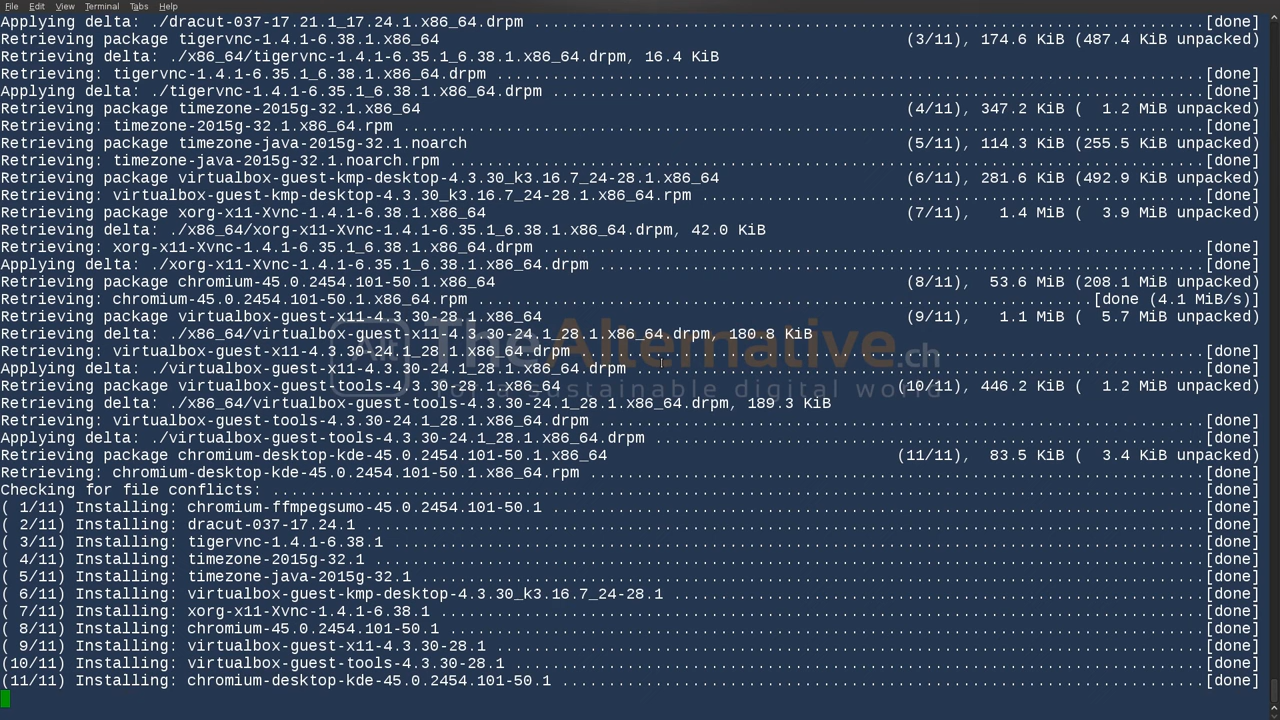 File Edit View Terminal Tabs Help
Applying delta: ./dracut-037-17.21.1_17.24.1.x86_64.drpm ........................................................................[done]
Retrieving package tigervnc-1.4.1-6.38.1.x86_64 (3/11), 174.6 KiB (487.4 KiB unpacked)
Retrieving delta: ./x86_64/tigervnc-1.4.1-6.35.1_6.38.1.x86_64.drpm, 16.4 KiB
Retrieving: tigervnc-1.4.1-6.35.1_6.38.1.x86_64.drpm .............................................................................[done]
Applying delta: ./tigervnc-1.4.1-6.35.1_6.38.1.x86_64.drpm ......................................................................[done]
Retrieving package timezone-2015g-32.1.x86_64 (4/11), 347.2 KiB ( 1.2 MiB unpacked)
Retrieving: timezone-2015g-32.1.x86_64.rpm .......................................................................................[done]
Retrieving package timezone-java-2015g-32.1.noarch (5/11), 114.3 KiB (255.5 KiB unpacked)
Retrieving: timezone-java-2015g-32.1.noarch.rpm ..................................................................................[done]
Retrieving package virtualbox-guest-kmp-desktop-4.3.30_k3.16.7_24-28.1.x86_64 (6/11), 281.6 KiB (492.9 KiB unpacked)
Retrieving: virtualbox-guest-kmp-desktop-4.3.30_k3.16.7_24-28.1.x86_64.rpm .......................................................[done]
Retrieving package xorg-x11-Xvnc-1.4.1-6.38.1.x86_64 (7/11), 1.4 MiB ( 3.9 MiB unpacked)
Retrieving delta: ./x86_64/xorg-x11-Xvnc-1.4.1-6.35.1_6.38.1.x86_64.drpm, 42.0 KiB
Retrieving: xorg-x11-Xvnc-1.4.1-6.35.1_6.38.1.x86_64.drpm ........................................................................[done]
Applying delta: ./xorg-x11-Xvnc-1.4.1-6.35.1_6.38.1.x86_64.drpm .................................................................[done]
Retrieving package chromium-45.0.2454.101-50.1.x86_64 (8/11), 53.6 MiB (208.1 MiB unpacked)
Retrieving: chromium-45.0.2454.101-50.1.x86_64.rpm ...................................................................[done (4.1 MiB/s)]
Retrieving package virtualbox-guest-x11-4.3.30-28.1.x86_64 (9/11), 1.1 MiB ( 5.7 MiB unpacked)
Retrieving delta: ./x86_64/virtualbox-guest-x11-4.3.30-24.1_28.1.x86_64.drpm, 180.8 KiB
Retrieving: virtualbox-guest-x11-4.3.30-24.1_28.1.x86_64.drpm ....................................................................[done]
Applying delta: ./virtualbox-guest-x11-4.3.30-24.1_28.1.x86_64.drpm .............................................................[done]
Retrieving package virtualbox-guest-tools-4.3.30-28.1.x86_64 (10/11), 446.2 KiB ( 1.2 MiB unpacked)
Retrieving delta: ./x86_64/virtualbox-guest-tools-4.3.30-24.1_28.1.x86_64.drpm, 189.3 KiB
Retrieving: virtualbox-guest-tools-4.3.30-24.1_28.1.x86_64.drpm ..................................................................[done]
Applying delta: ./virtualbox-guest-tools-4.3.30-24.1_28.1.x86_64.drpm ...........................................................[done]
Retrieving package chromium-desktop-kde-45.0.2454.101-50.1.x86_64 (11/11), 83.5 KiB ( 3.4 KiB unpacked)
Retrieving: chromium-desktop-kde-45.0.2454.101-50.1.x86_64.rpm ...................................................................[done]
Checking for file conflicts: .....................................................................................................[done]
( 1/11) Installing: chromium-ffmpegsumo-45.0.2454.101-50.1 .......................................................................[done]
( 2/11) Installing: dracut-037-17.24.1 ...........................................................................................[done]
( 3/11) Installing: tigervnc-1.4.1-6.38.1 ........................................................................................[done]
( 4/11) Installing: timezone-2015g-32.1 ..........................................................................................[done]
( 5/11) Installing: timezone-java-2015g-32.1 .....................................................................................[done]
( 6/11) Installing: virtualbox-guest-kmp-desktop-4.3.30_k3.16.7_24-28.1 ..........................................................[done]
( 7/11) Installing: xorg-x11-Xvnc-1.4.1-6.38.1 ...................................................................................[done]
( 8/11) Installing: chromium-45.0.2454.101-50.1 ..................................................................................[done]
( 9/11) Installing: virtualbox-guest-x11-4.3.30-28.1 .............................................................................[done]
(10/11) Installing: virtualbox-guest-tools-4.3.30-28.1 ...........................................................................[done]
(11/11) Installing: chromium-desktop-kde-45.0.2454.101-50.1 ......................................................................[done]
TheAlternative.ch
for a sustainable digital world